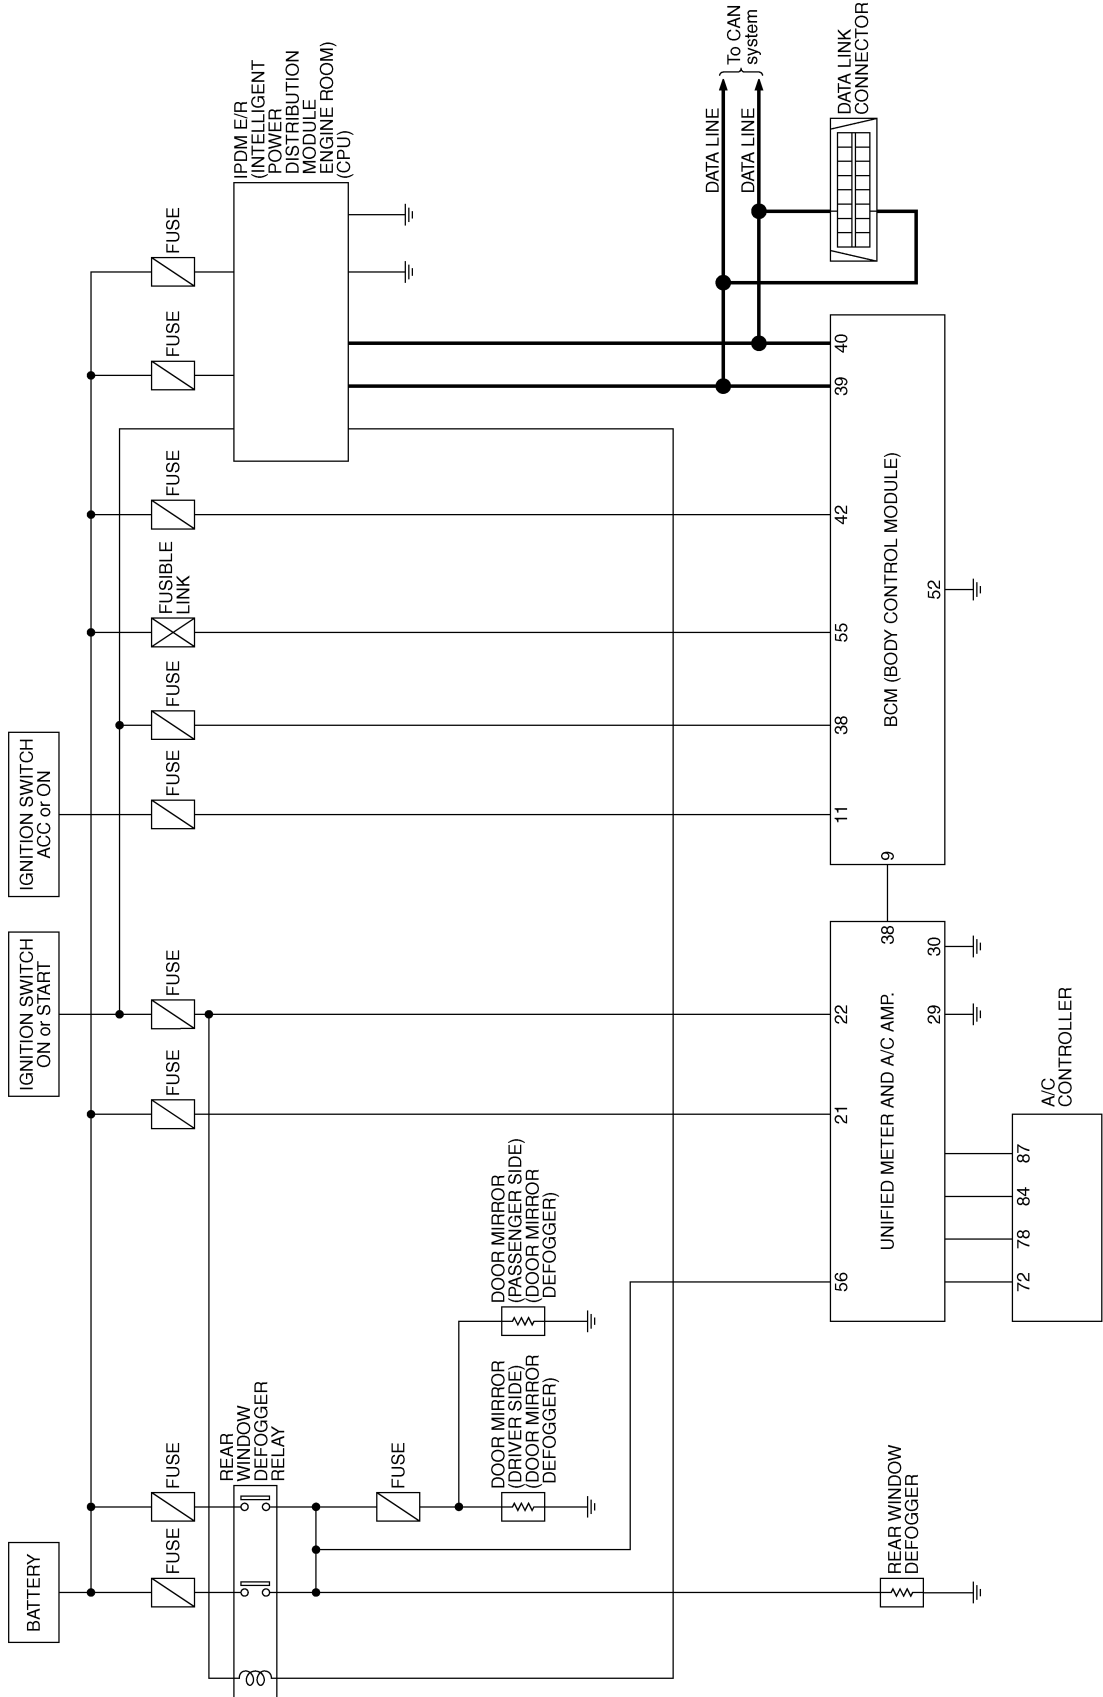 BATTERY
IGNITION SWITCH
ON or START
IGNITION SWITCH
ACC or ON
FUSE
FUSE
FUSE
FUSE
FUSE
FUSE
FUSIBLE
LINK
FUSE
FUSE
FUSE
REAR
WINDOW
DEFOGGER
RELAY
IPDM E/R
(INTELLIGENT
POWER
DISTRIBUTION
MODULE
ENGINE ROOM)
(CPU)
FUSE
DOOR MIRROR
(DRIVER SIDE)
(DOOR MIRROR
DEFOGGER)
DOOR MIRROR
(PASSENGER SIDE)
(DOOR MIRROR
DEFOGGER)
DATA LINE
DATA LINE
To CAN
system
DATA LINK
CONNECTOR
56
21
22
11
38
55
42
39
40
REAR WINDOW
DEFOGGER
UNIFIED METER AND A/C AMP.
38
9
BCM (BODY CONTROL MODULE)
29
30
52
72
78
84
87
A/C
CONTROLLER